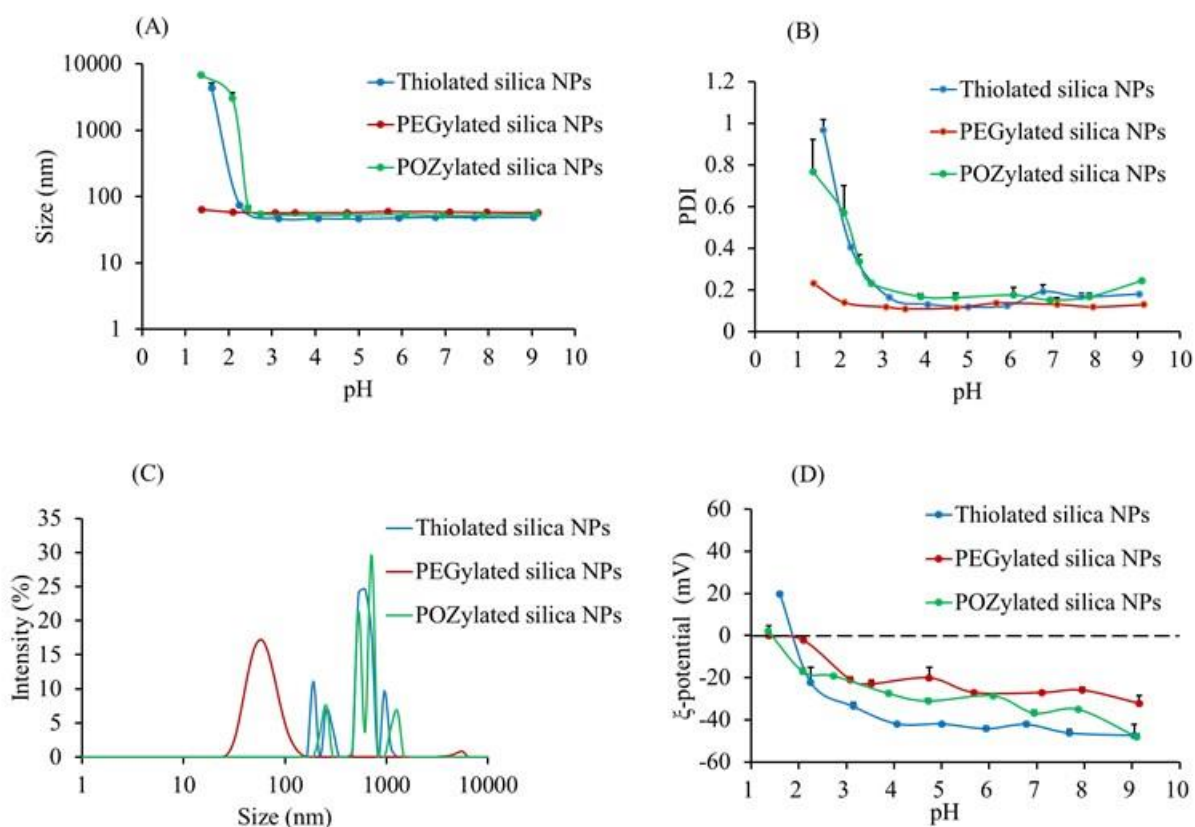 (A)
10000
1000
100
10
1
Size (nm)
0 1 2 3 4 5 6 7 8 9 10
pH
Thiolated silica NPs
PEGylated silica NPs
POZylated silica NPs
(B)
1.2
1
0.8
0.6
0.4
0.2
0
PDI
0 1 2 3 4 5 6 7 8 9 10
pH
Thiolated silica NPs
PEGylated silica NPs
POZylated silica NPs
(C)
35
30
25
20
15
10
5
0
Intensity (%)
1 10 100 1000 10000
Size (nm)
Thiolated silica NPs
PEGylated silica NPs
POZylated silica NPs
(D)
60
40
20
0
-20
-40
-60
ξ-potential (mV)
1 2 3 4 5 6 7 8 9 10
pH
Thiolated silica NPs
PEGylated silica NPs
POZylated silica NPs